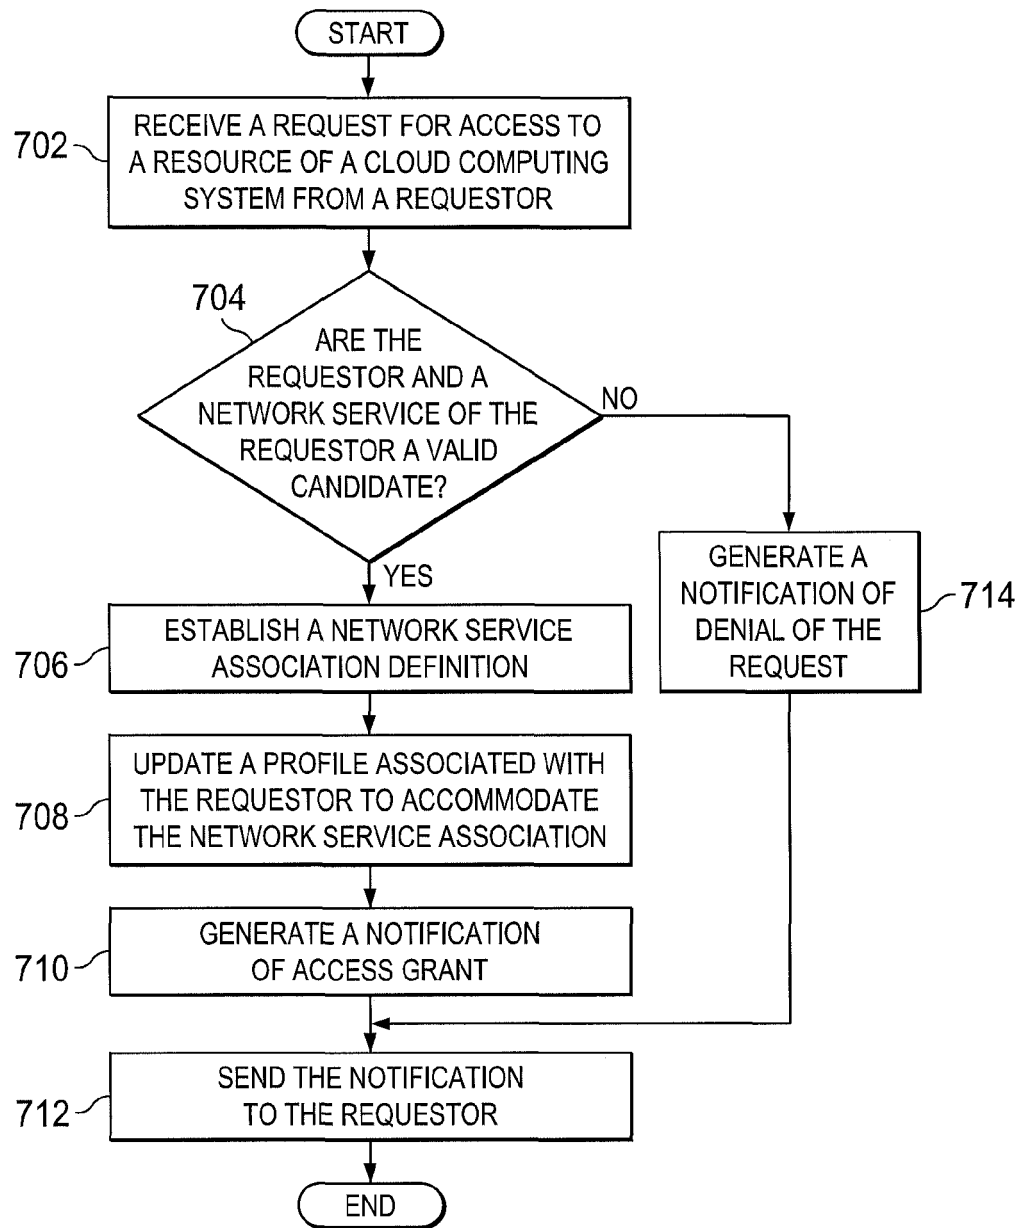 START
702
RECEIVE A REQUEST FOR ACCESS TO
A RESOURCE OF A CLOUD COMPUTING
SYSTEM FROM A REQUESTOR
704
ARE THE
REQUESTOR AND A
NETWORK SERVICE OF THE
REQUESTOR A VALID
CANDIDATE?
NO
YES
GENERATE A
NOTIFICATION OF
DENIAL OF THE
REQUEST
714
706
ESTABLISH A NETWORK SERVICE
ASSOCIATION DEFINITION
708
UPDATE A PROFILE ASSOCIATED WITH
THE REQUESTOR TO ACCOMMODATE
THE NETWORK SERVICE ASSOCIATION
710
GENERATE A NOTIFICATION
OF ACCESS GRANT
712
SEND THE NOTIFICATION
TO THE REQUESTOR
END